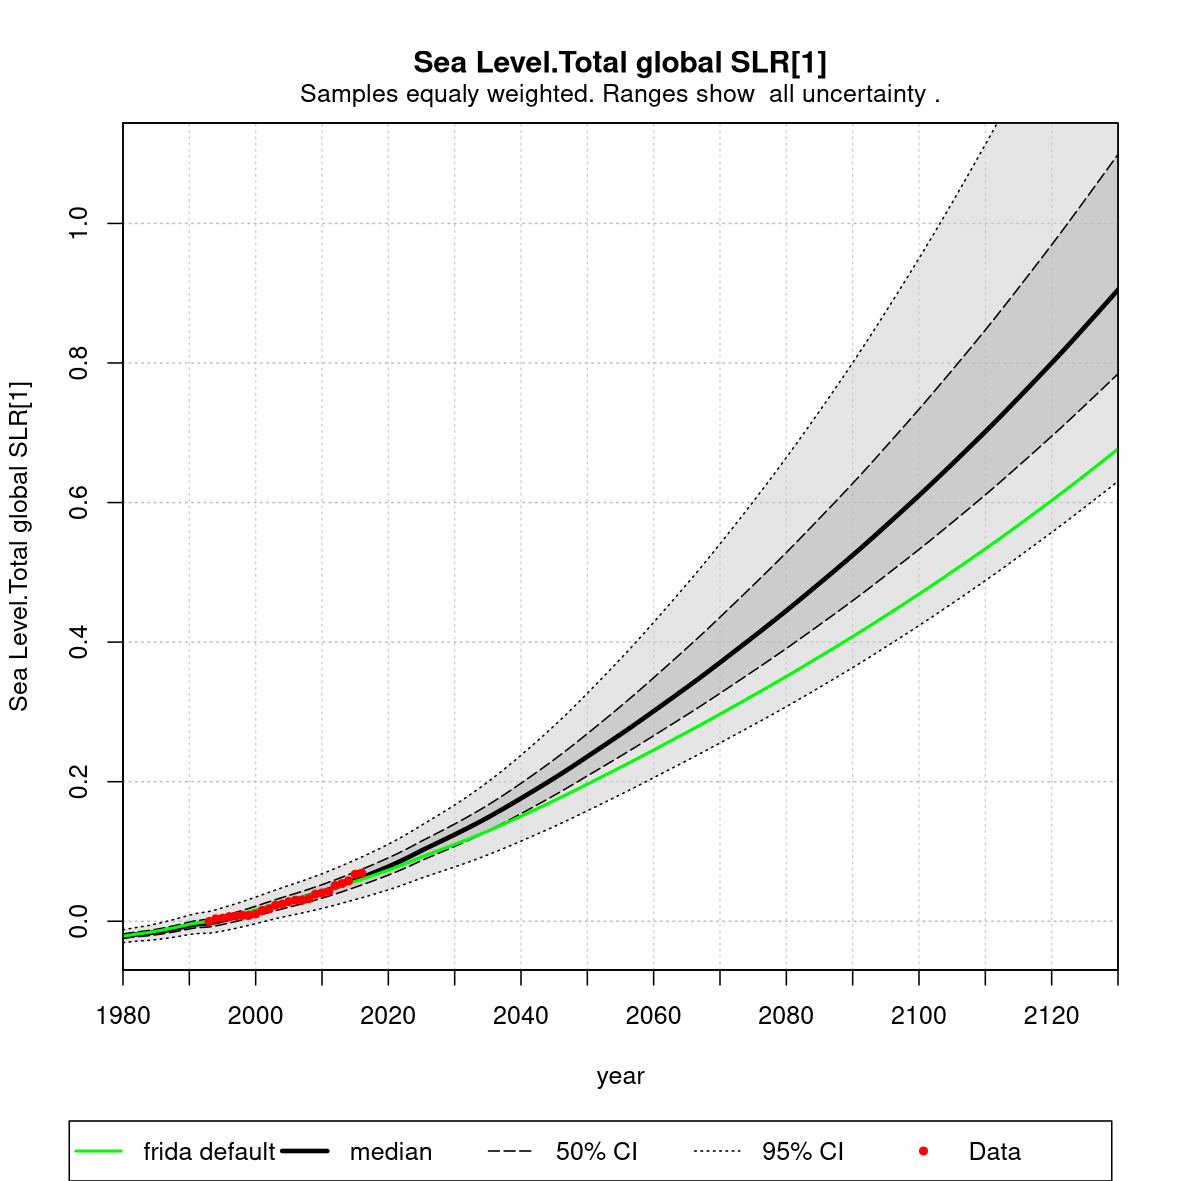 Sea Level.Total global SLR[1]
Samples equaly weighted. Ranges show  all uncertainty .
Sea Level.Total global SLR[1]
1.0
0.8
0.6
0.4
0.2
0.0
1980 2000 2020 2040 2060 2080 2100 2120
year
frida default median 50% CI 95% CI Data